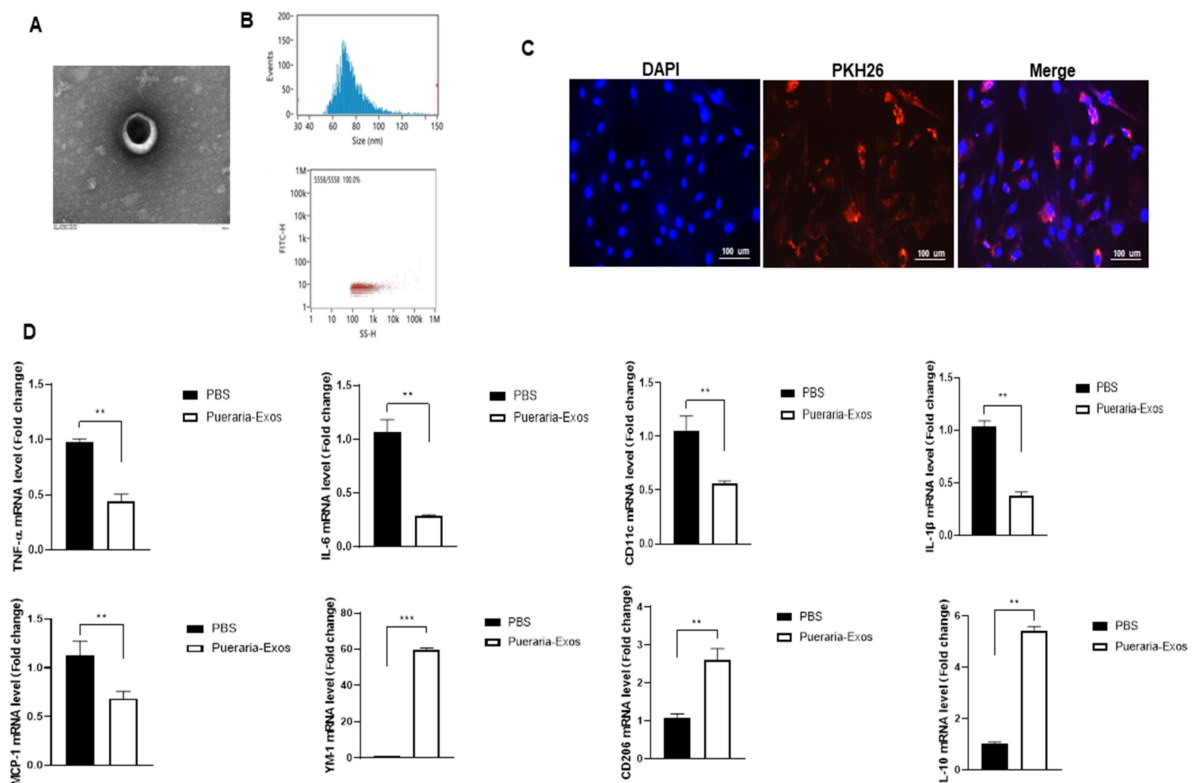 A
B
200
150
100
50
0
Events
30 40 60 80 100 120 150
Size (nm)
1M
100k
10k
1k
100
10
1
FITC-H
5558/5558 100.0%
1 10 100 1k 10k 100k 1M
SS-H
C
DAPI PKH26 Merge
100 um 100 um 100 um
D
TNF-α mRNA level (Fold change)
1.5
1.0
0.5
0.0
**
PBS
Pueraria-Exos
IL-6 mRNA level (Fold change)
1.5
1.0
0.5
0.0
**
PBS
Pueraria-Exos
CD11c mRNA level (Fold change)
1.5
1.0
0.5
0.0
**
PBS
Pueraria-Exos
IL-1β mRNA level (Fold change)
1.5
1.0
0.5
0.0
**
PBS
Pueraria-Exos
MCP-1 mRNA level (Fold change)
1.5
1.0
0.5
0.0
**
PBS
Pueraria-Exos
YM-1 mRNA level (Fold change)
80
60
40
20
0
***
PBS
Pueraria-Exos
CD206 mRNA level (Fold change)
4
3
2
1
0
**
PBS
Pueraria-Exos
IL-10 mRNA level (Fold change)
6
4
2
0
**
PBS
Pueraria-Exos